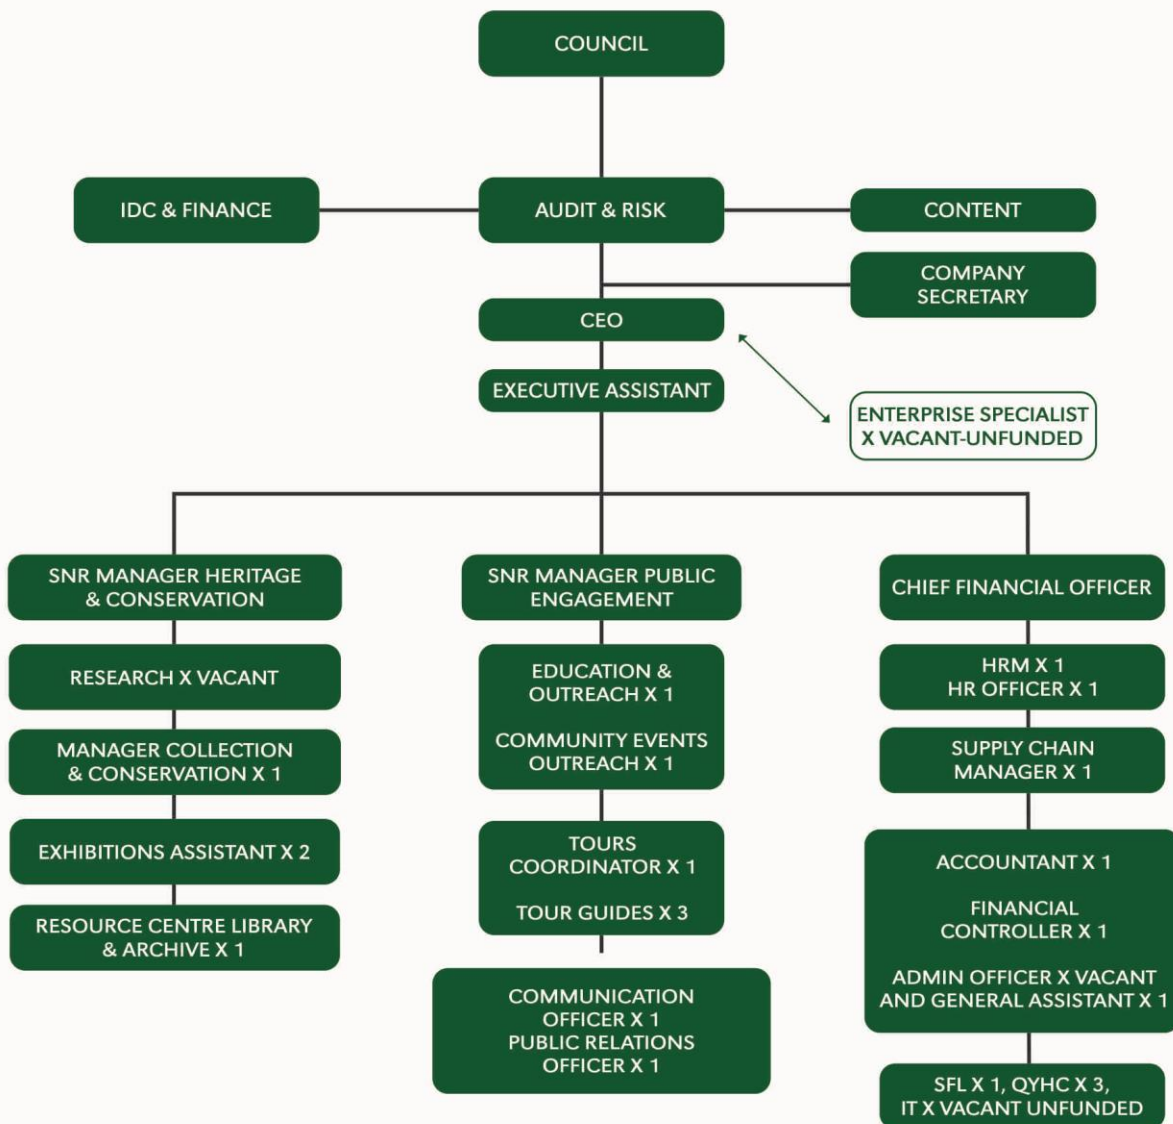 COUNCIL
IDC & FINANCE
AUDIT & RISK
CONTENT
COMPANY
SECRETARY
CEO
EXECUTIVE ASSISTANT
ENTERPRISE SPECIALIST
X VACANT-UNFUNDED
SNR MANAGER HERITAGE
& CONSERVATION
RESEARCH X VACANT
MANAGER COLLECTION
& CONSERVATION X 1
EXHIBITIONS ASSISTANT X 2
RESOURCE CENTRE LIBRARY
& ARCHIVE X 1
SNR MANAGER PUBLIC
ENGAGEMENT
EDUCATION &
OUTREACH X 1
COMMUNITY EVENTS
OUTREACH X 1
TOURS
COORDINATOR X 1
TOUR GUIDES X 3
COMMUNICATION
OFFICER X 1
PUBLIC RELATIONS
OFFICER X 1
CHIEF FINANCIAL OFFICER
HRM X 1
HR OFFICER X 1
SUPPLY CHAIN
MANAGER X 1
ACCOUNTANT X 1
FINANCIAL
CONTROLLER X 1
ADMIN OFFICER X VACANT
AND GENERAL ASSISTANT X 1
SFL X 1, QYHC X 3,
IT X VACANT UNFUNDED